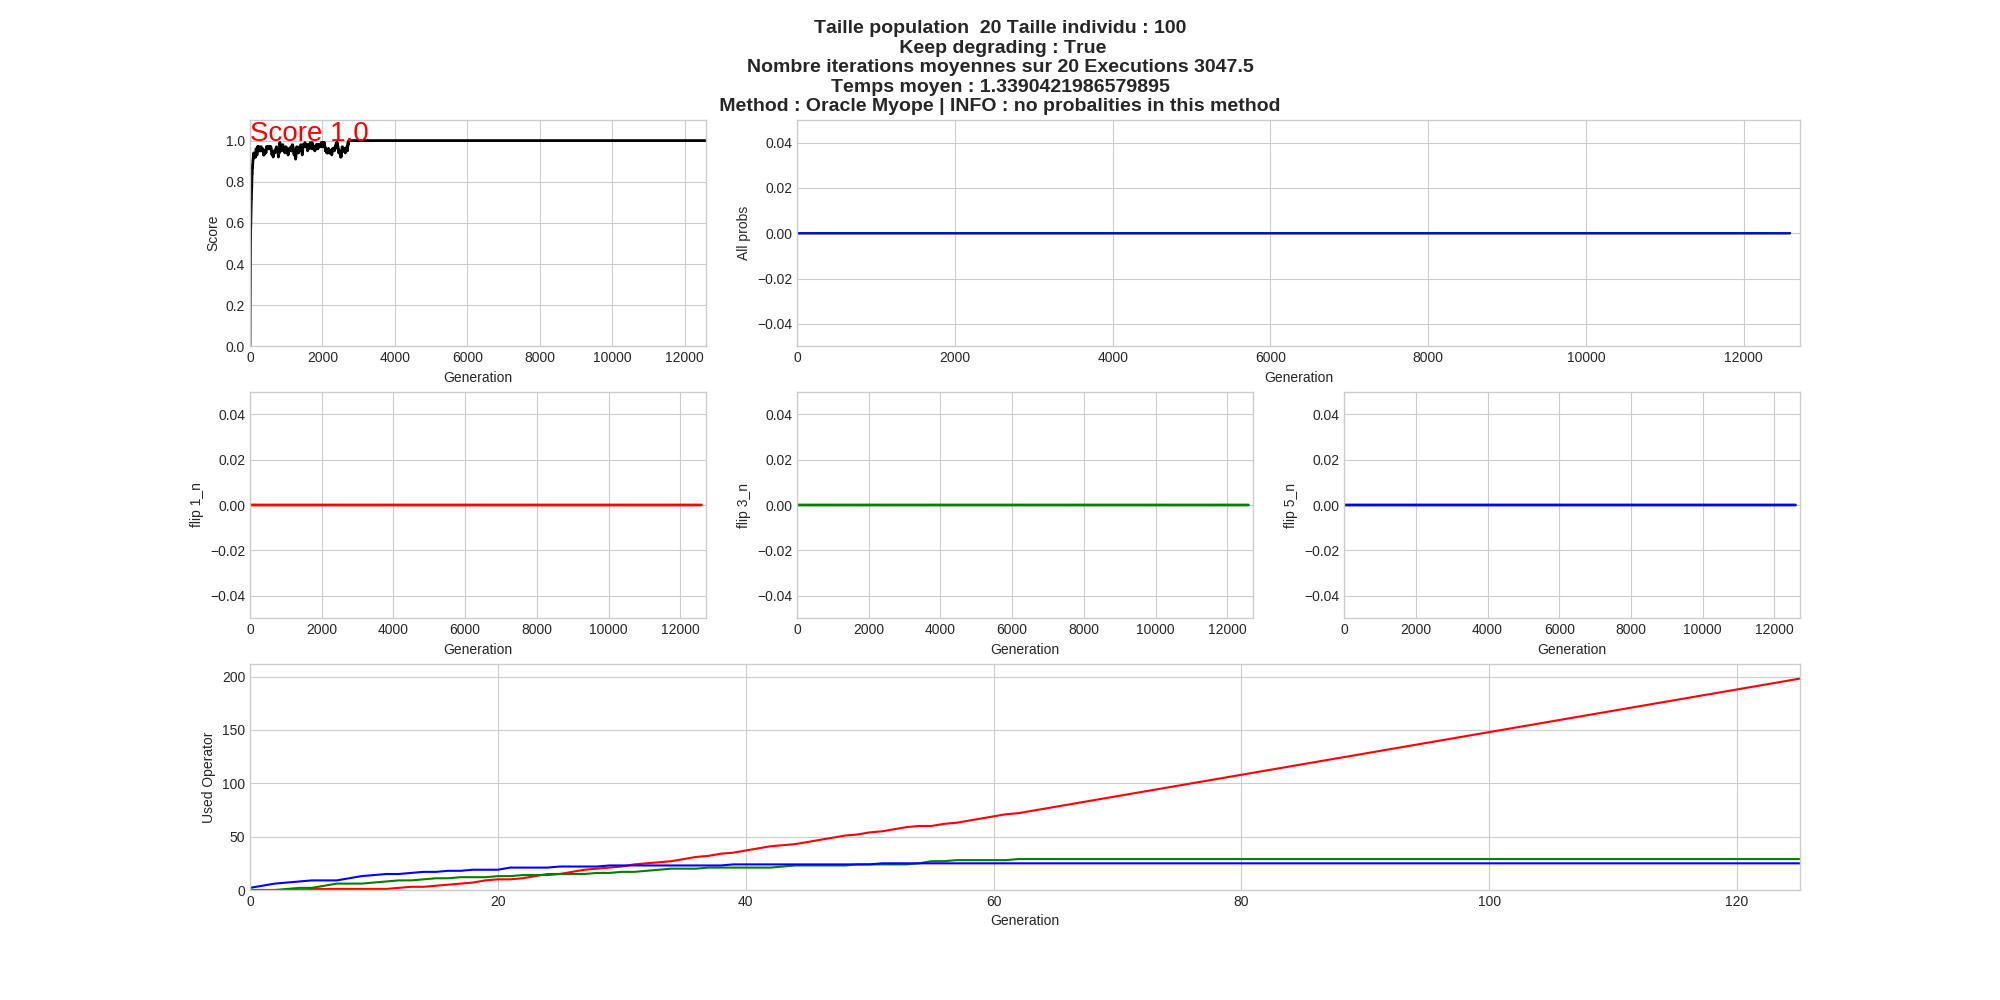 Taille population  20 Taille individu : 100
Keep degrading : True
Nombre iterations moyennes sur 20 Executions 3047.5
Temps moyen : 1.3390421986579895
Method : Oracle Myope | INFO : no probalities in this method
Score 1.0
Score
1.0
0.8
0.6
0.4
0.2
0.0
0 2000 4000 6000 8000 10000 12000
Generation
All probs
0.04
0.02
0.00
−0.02
−0.04
0 2000 4000 6000 8000 10000 12000
Generation
flip 1_n
0.04
0.02
0.00
−0.02
−0.04
0 2000 4000 6000 8000 10000 12000
Generation
flip 3_n
0.04
0.02
0.00
−0.02
−0.04
0 2000 4000 6000 8000 10000 12000
Generation
flip 5_n
0.04
0.02
0.00
−0.02
−0.04
0 2000 4000 6000 8000 10000 12000
Generation
Used Operator
200
150
100
50
0
0 20 40 60 80 100 120
Generation